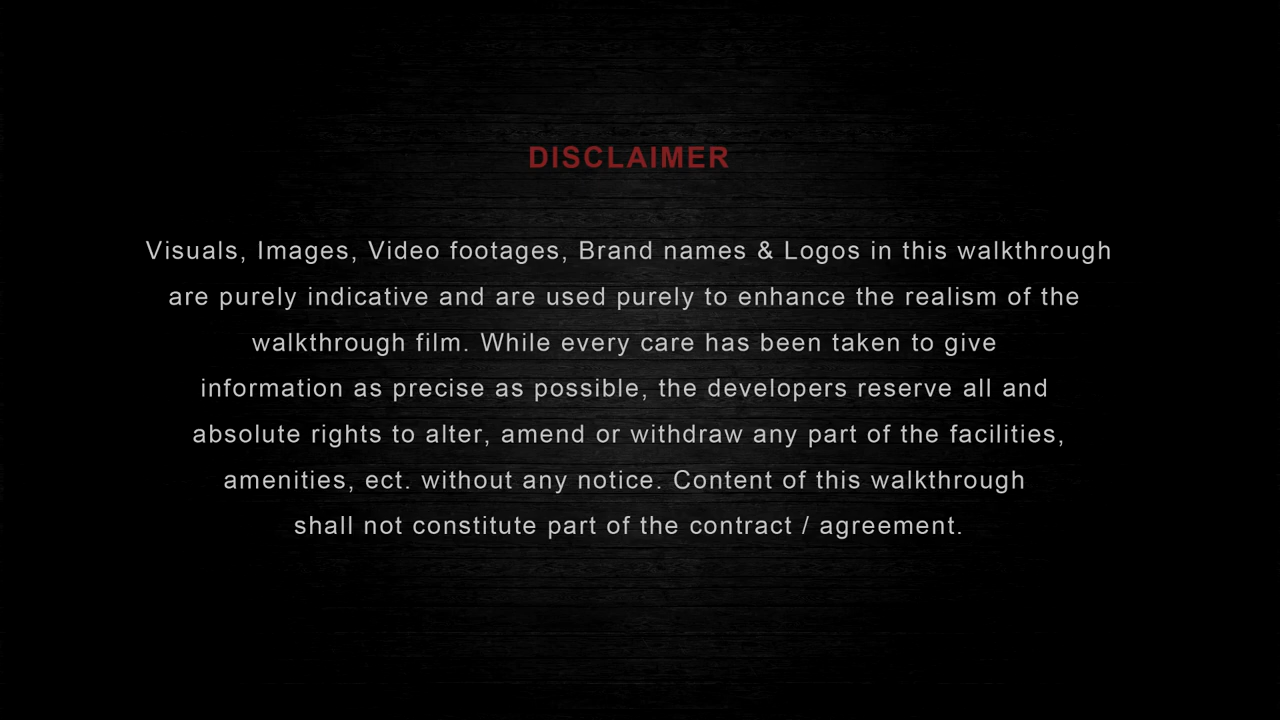 DISCLAIMER
Visuals, Images, Video footages, Brand names & Logos in this walkthrough
are purely indicative and are used purely to enhance the realism of the
walkthrough film. While every care has been taken to give
information as precise as possible, the developers reserve all and
absolute rights to alter, amend or withdraw any part of the facilities,
amenities, ect. without any notice. Content of this walkthrough
shall not constitute part of the contract / agreement.